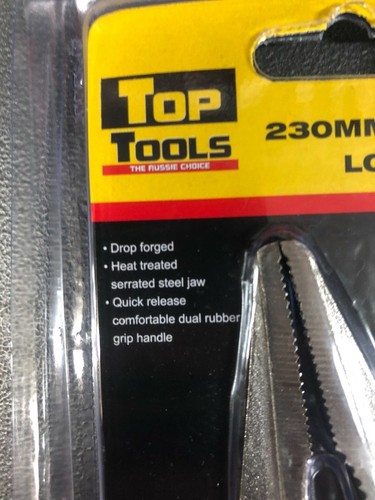 TOP
TOOLS
THE AUSSIE CHOICE
230MM
LO
• Drop forged
• Heat treated
serrated steel jaw
• Quick release
comfortable dual rubber
grip handle